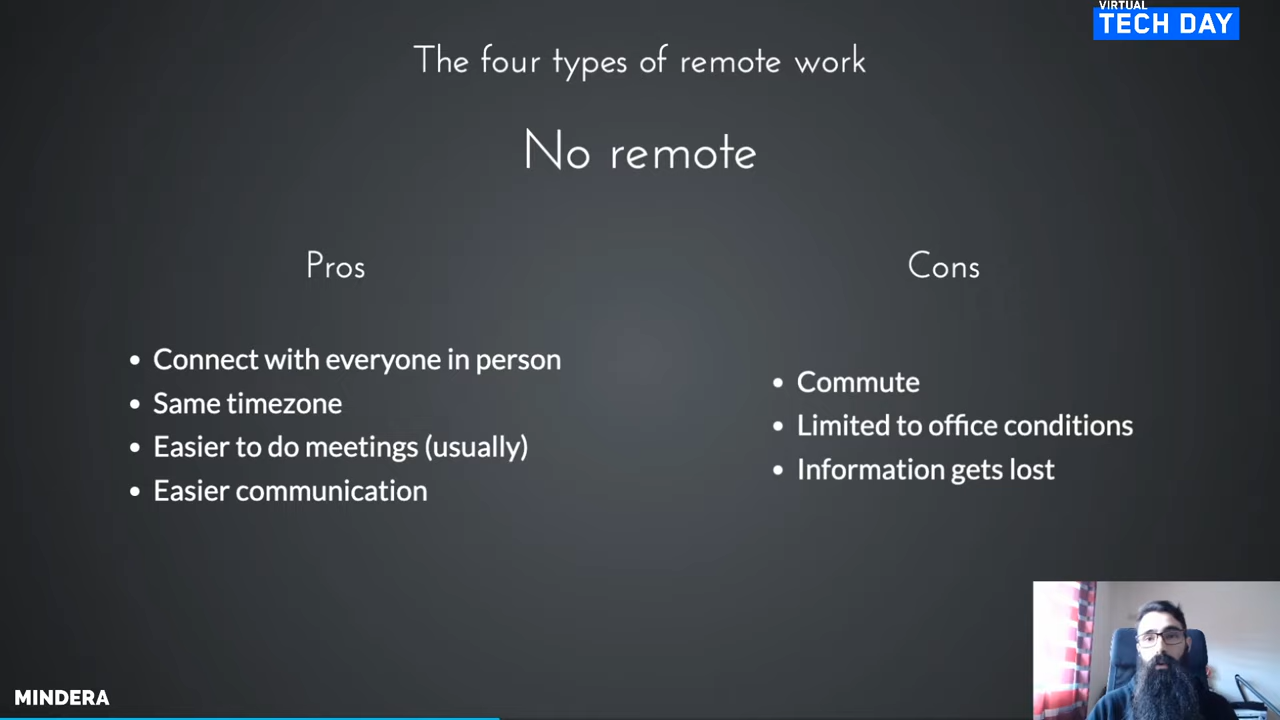 VIRTUAL
TECH DAY
The four types of remote work
No remote
Pros
Cons
• Connect with everyone in person
• Same timezone
• Easier to do meetings (usually)
• Easier communication
• Commute
• Limited to office conditions
• Information gets lost
MINDERA